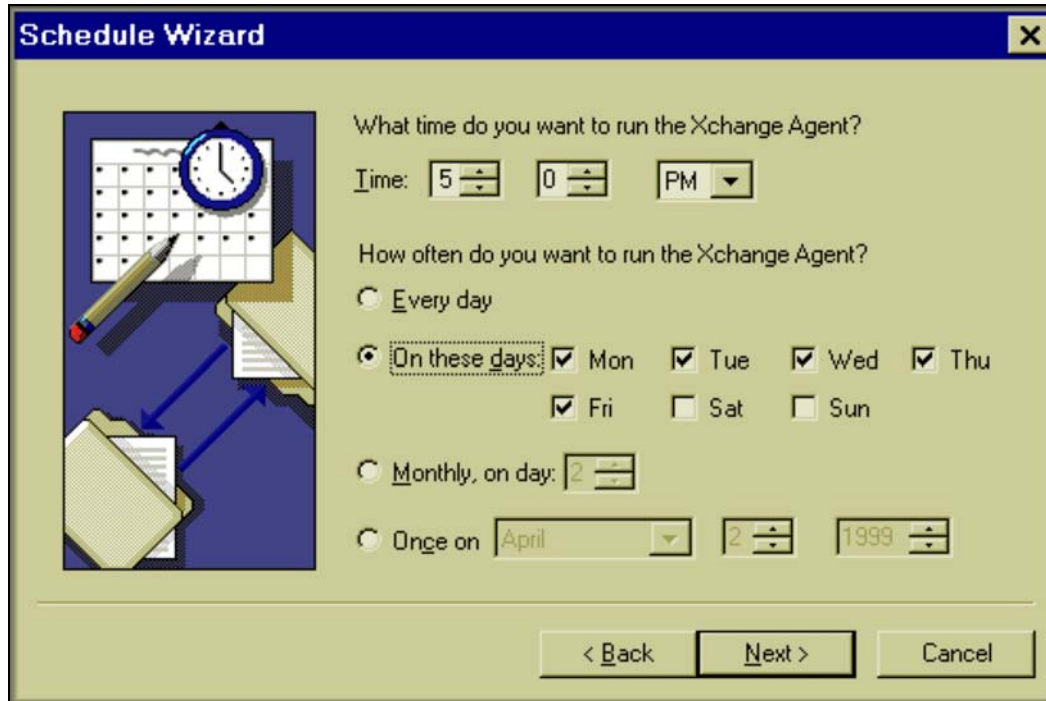 Schedule Wizard
What time do you want to run the Xchange Agent?
Time: 5 0 PM
How often do you want to run the Xchange Agent?
Every day
On these days: Mon Tue Wed Thu
Fri Sat Sun
Monthly, on day: 2
Once on April 2 1999
< Back Next > Cancel